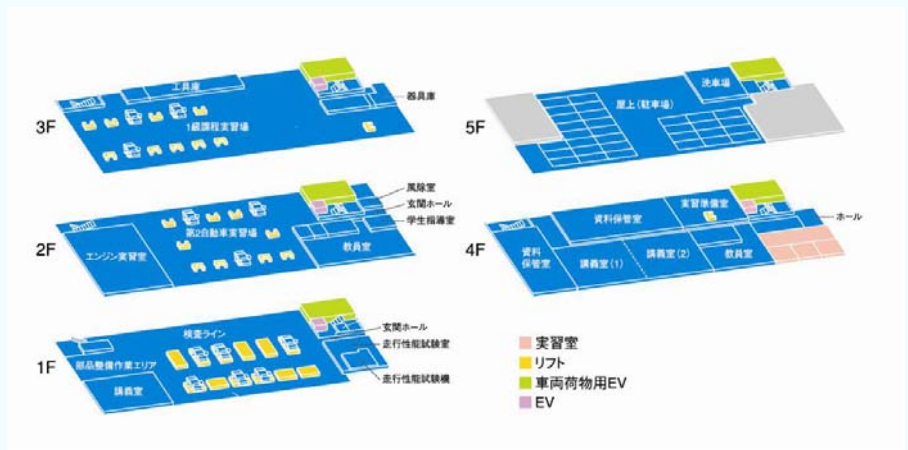 3F
工具庫
器具庫
1級課程実習場
2F
風除室
玄関ホール
学生指導室
第2自動車実習場
エンジン実習室
教員室
1F
検査ライン
玄関ホール
走行性能試験室
部品整備作業エリア
講義室
走行性能試験機
5F
洗車場
屋上(駐車場)
4F
実習準備室
資料保管室
ホール
資料
保管室
講義室(1)
講義室(2)
教員室
実習室
リフト
車両荷物用EV
EV